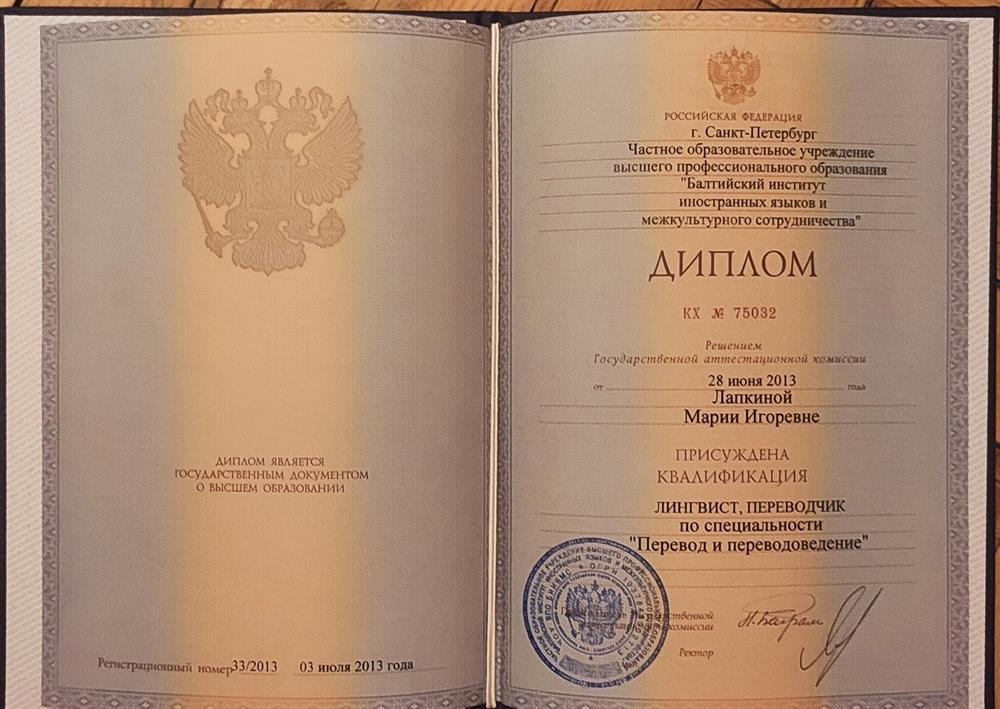 ДИПЛОМ ЯВЛЯЕТСЯ
ГОСУДАРСТВЕННЫМ ДОКУМЕНТОМ
О ВЫСШЕМ ОБРАЗОВАНИИ
Регистрационный номер 33/2013 03 июля 2013 года
РОССИЙСКАЯ ФЕДЕРАЦИЯ
г. Санкт-Петербург
Частное образовательное учреждение
высшего профессионального образования
"Балтийский институт
иностранных языков и
межкультурного сотрудничества"
ДИПЛОМ
КХ № 75032
Решением
Государственной аттестационной комиссии
от 28 июня 2013 года
Лапкиной
Марии Игоревне
ПРИСУЖДЕНА
КВАЛИФИКАЦИЯ
ЛИНГВИСТ, ПЕРЕВОДЧИК
по специальности
"Перевод и переводоведение"
Государственной
комиссии
Ректор